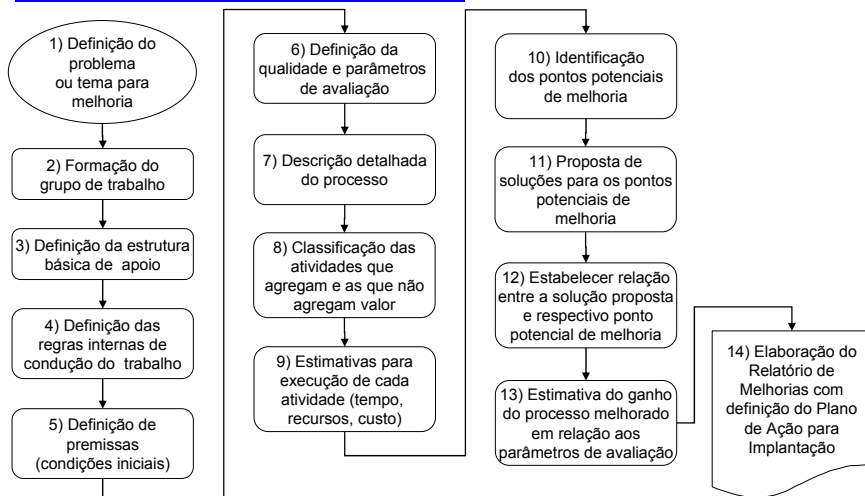 1) Definição do
problema
ou tema para
melhoria
2) Formação do
grupo de trabalho
3) Definição da estrutura
básica de apoio
4) Definição das
regras internas de
condução do trabalho
5) Definição de
premissas
(condições iniciais)
6) Definição da
qualidade e parâmetros
de avaliação
7) Descrição detalhada
do processo
8) Classificação das
atividades que
agregam e as que não
agregam valor
9) Estimativas para
execução de cada
atividade (tempo,
recursos, custo)
10) Identificação
dos pontos potenciais
de melhoria
11) Proposta de
soluções para os pontos
potenciais de
melhoria
12) Estabelecer relação
entre a solução proposta
e respectivo ponto
potencial de melhoria
13) Estimativa do ganho
do processo melhorado
em relação aos
parâmetros de avaliação
14) Elaboração do
Relatório de
Melhorias com
definição do Plano
de Ação para
Implantação